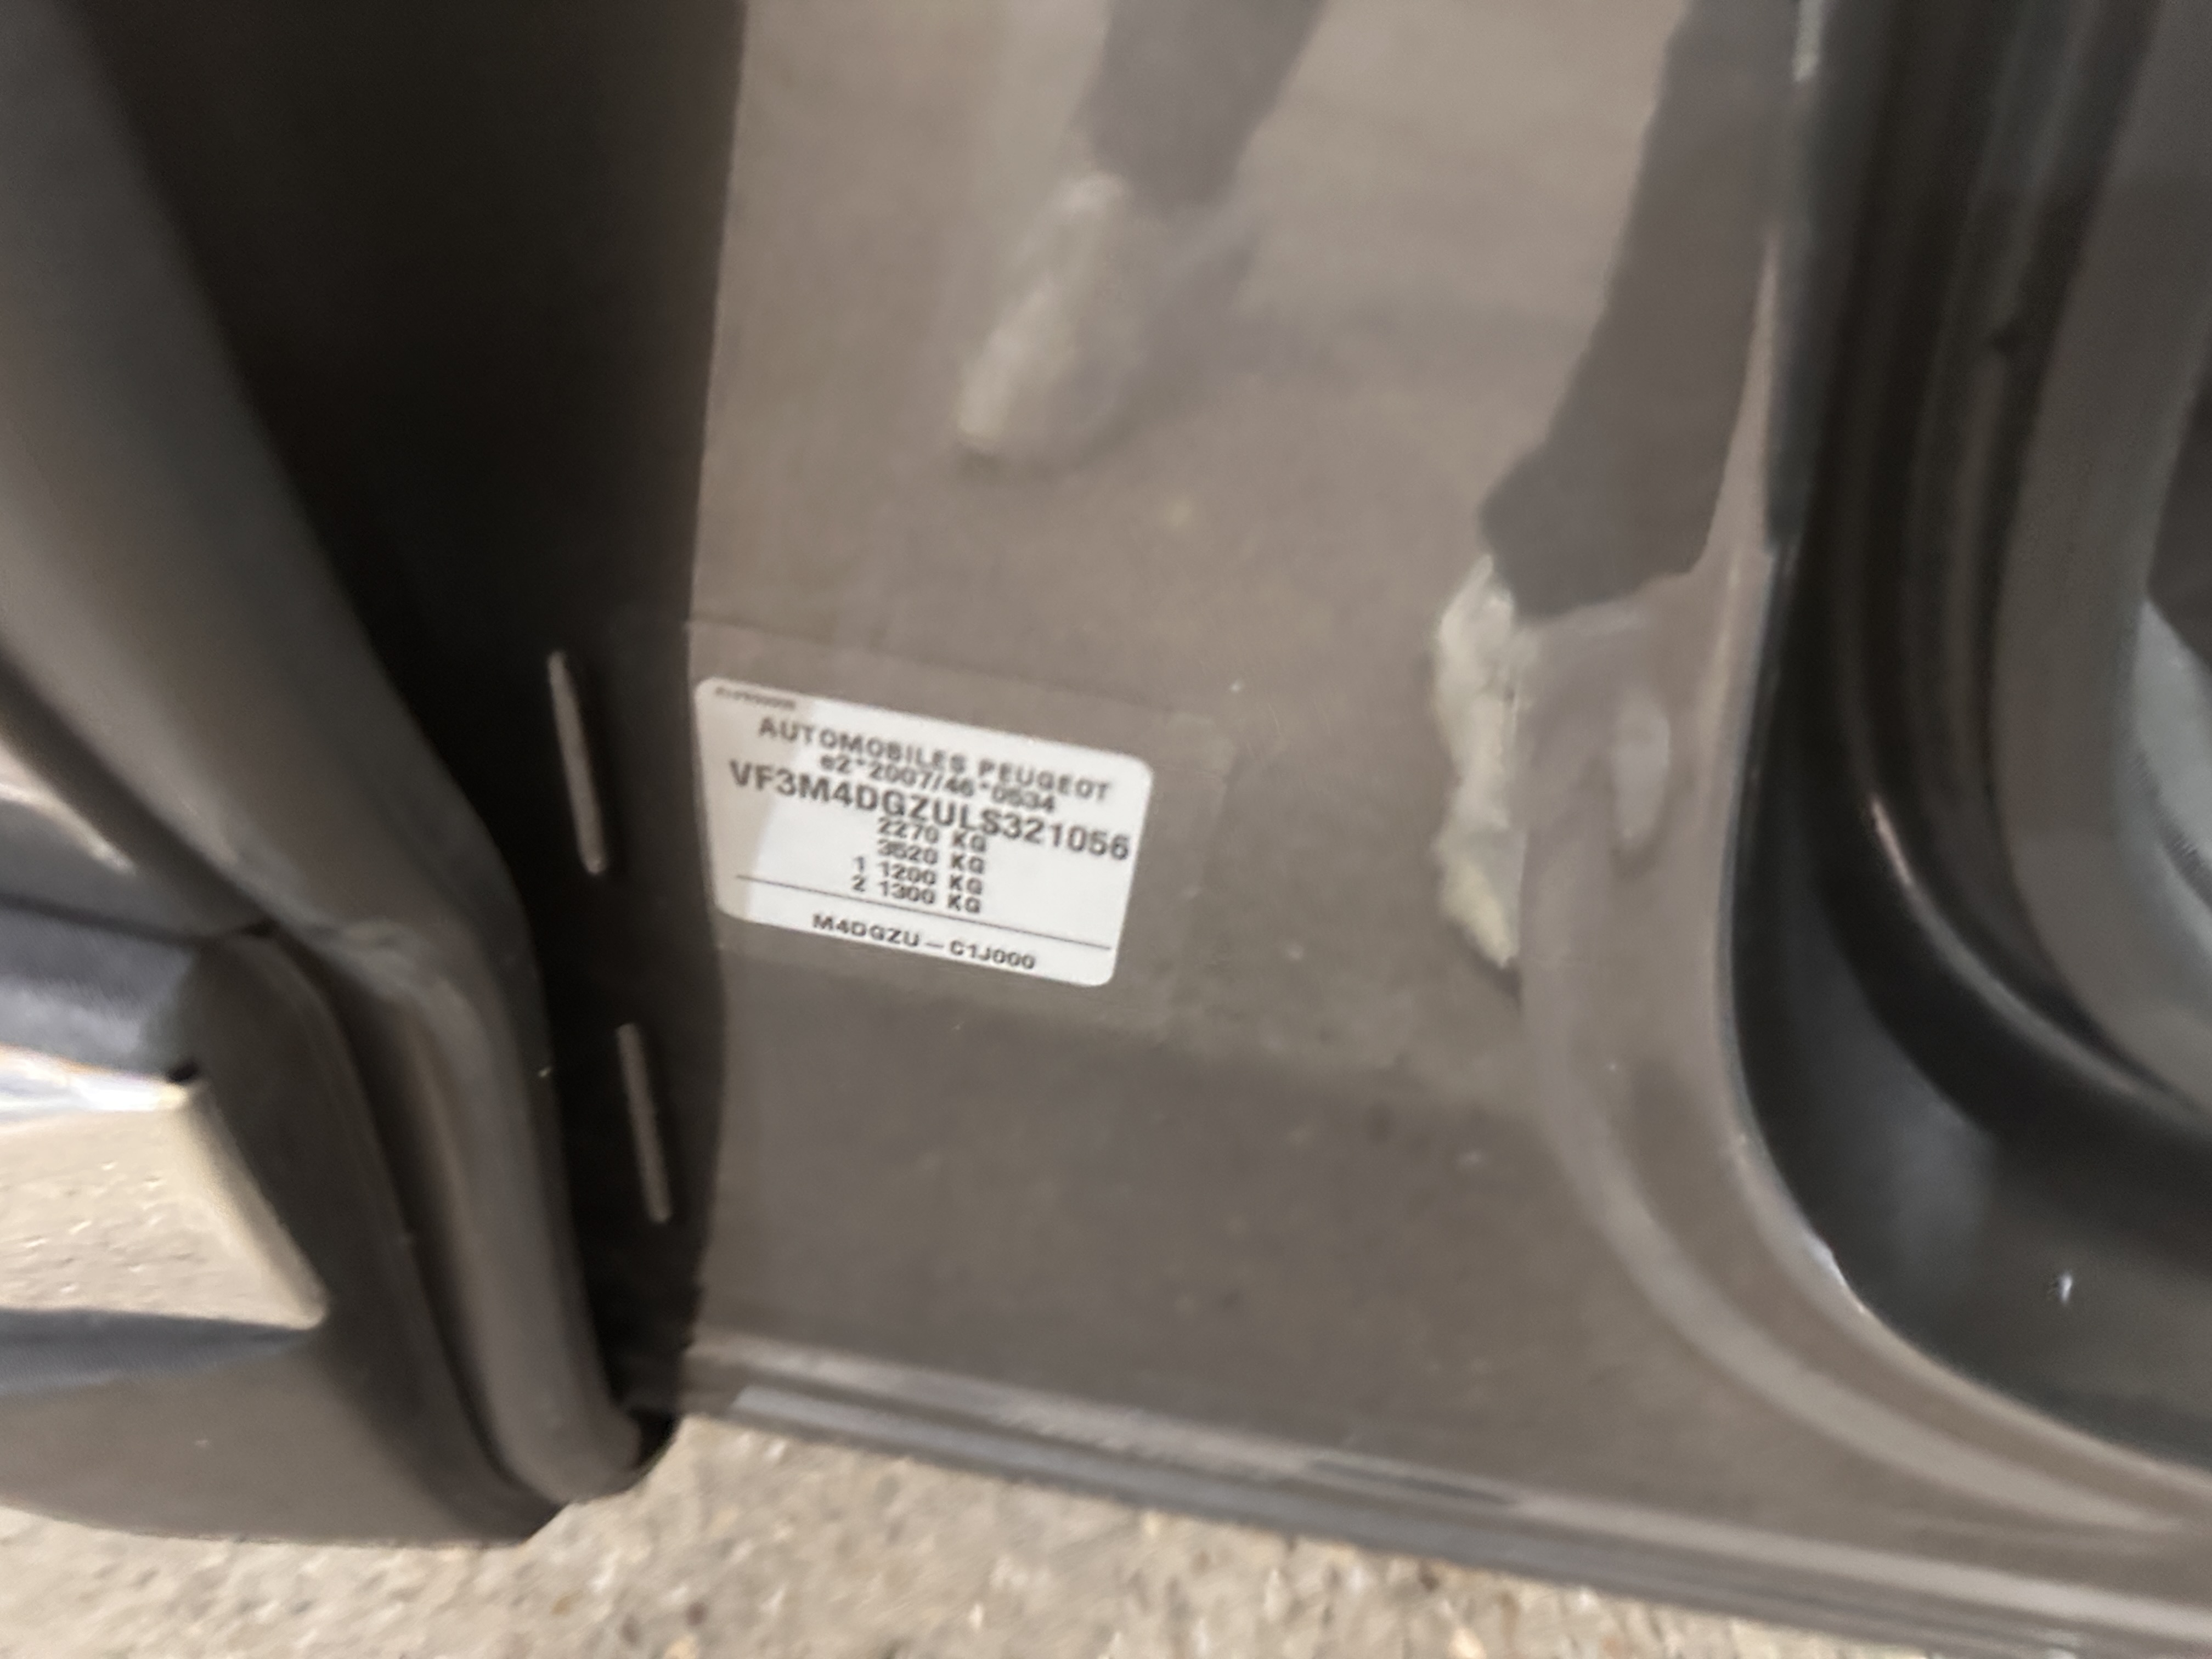 AUTOMOBILES PEUGEOT
e2*2007/46*0534
VF3M4DGZULS321056
2270 KG
3520 KG
1 1200 KG
2 1300 KG
M4DGZU-C1J000